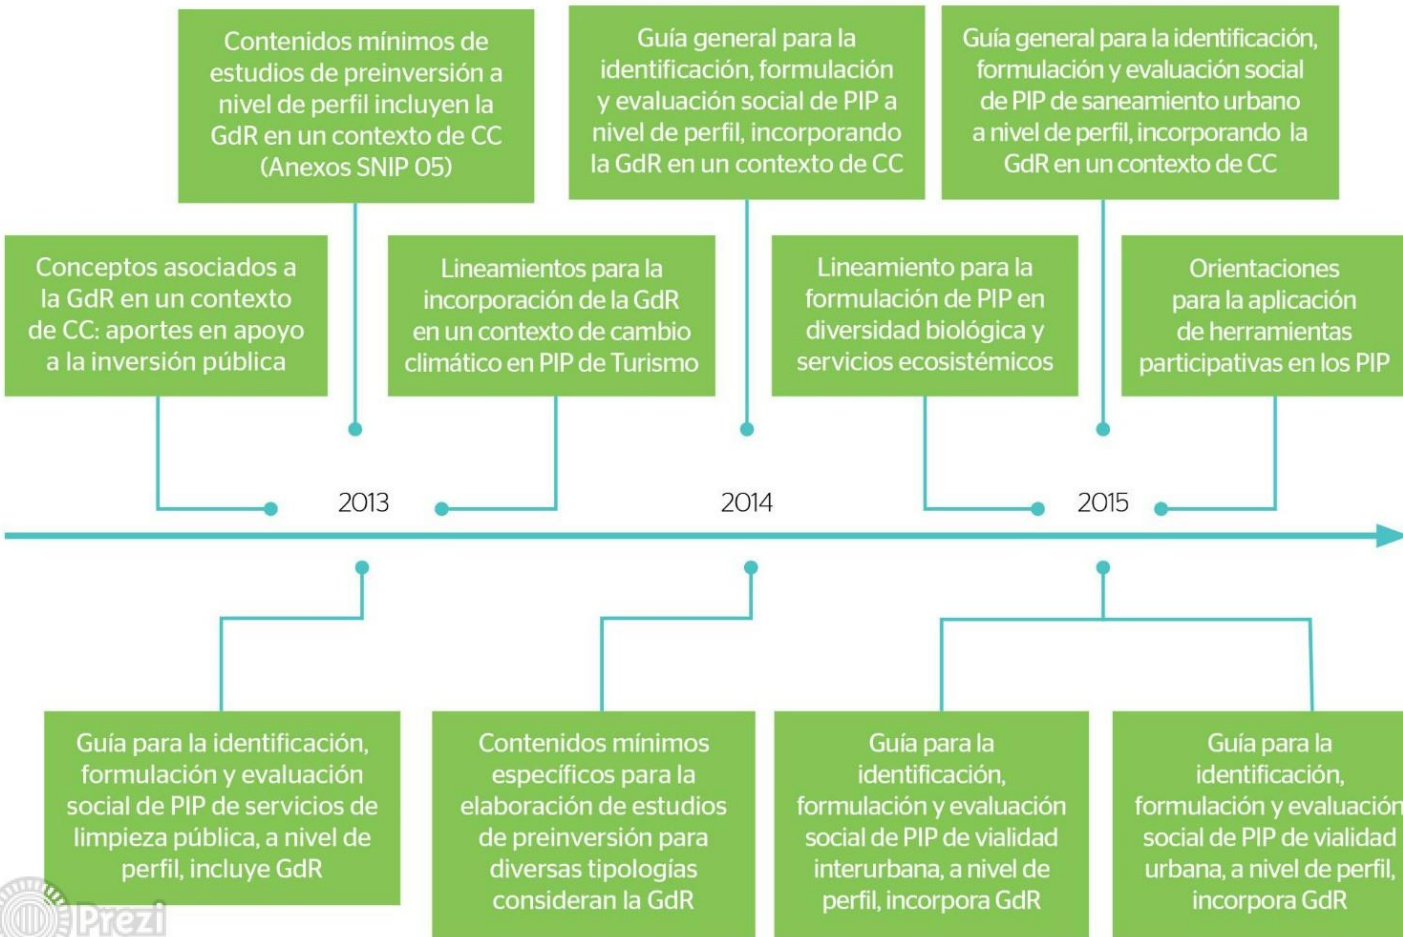 Contenidos mínimos de
estudios de preinversión a
nivel de perfil incluyen la
GdR en un contexto de CC
(Anexos SNIP 05)
Guía general para la
identificación, formulación
y evaluación social de PIP a
nivel de perfil, incorporando
la GdR en un contexto de CC
Guía general para la identificación,
formulación y evaluación social
de PIP de saneamiento urbano
a nivel de perfil, incorporando la
GdR en un contexto de CC
Conceptos asociados a
la GdR en un contexto
de CC: aportes en apoyo
a la inversión pública
Lineamientos para la
incorporación de la GdR
en un contexto de cambio
climático en PIP de Turismo
Lineamiento para la
formulación de PIP en
diversidad biológica y
servicios ecosistémicos
Orientaciones
para la aplicación
de herramientas
participativas en los PIP
2013
2014
2015
Guía para la identificación,
formulación y evaluación
social de PIP de servicios de
limpieza pública, a nivel de
perfil, incluye GdR
Contenidos mínimos
específicos para la
elaboración de estudios
de preinversión para
diversas tipologías
consideran la GdR
Guía para la
identificación,
formulación y evaluación
social de PIP de vialidad
interurbana, a nivel de
perfil, incorpora GdR
Guía para la
identificación,
formulación y evaluación
social de PIP de vialidad
urbana, a nivel de perfil,
incorpora GdR
Prezi